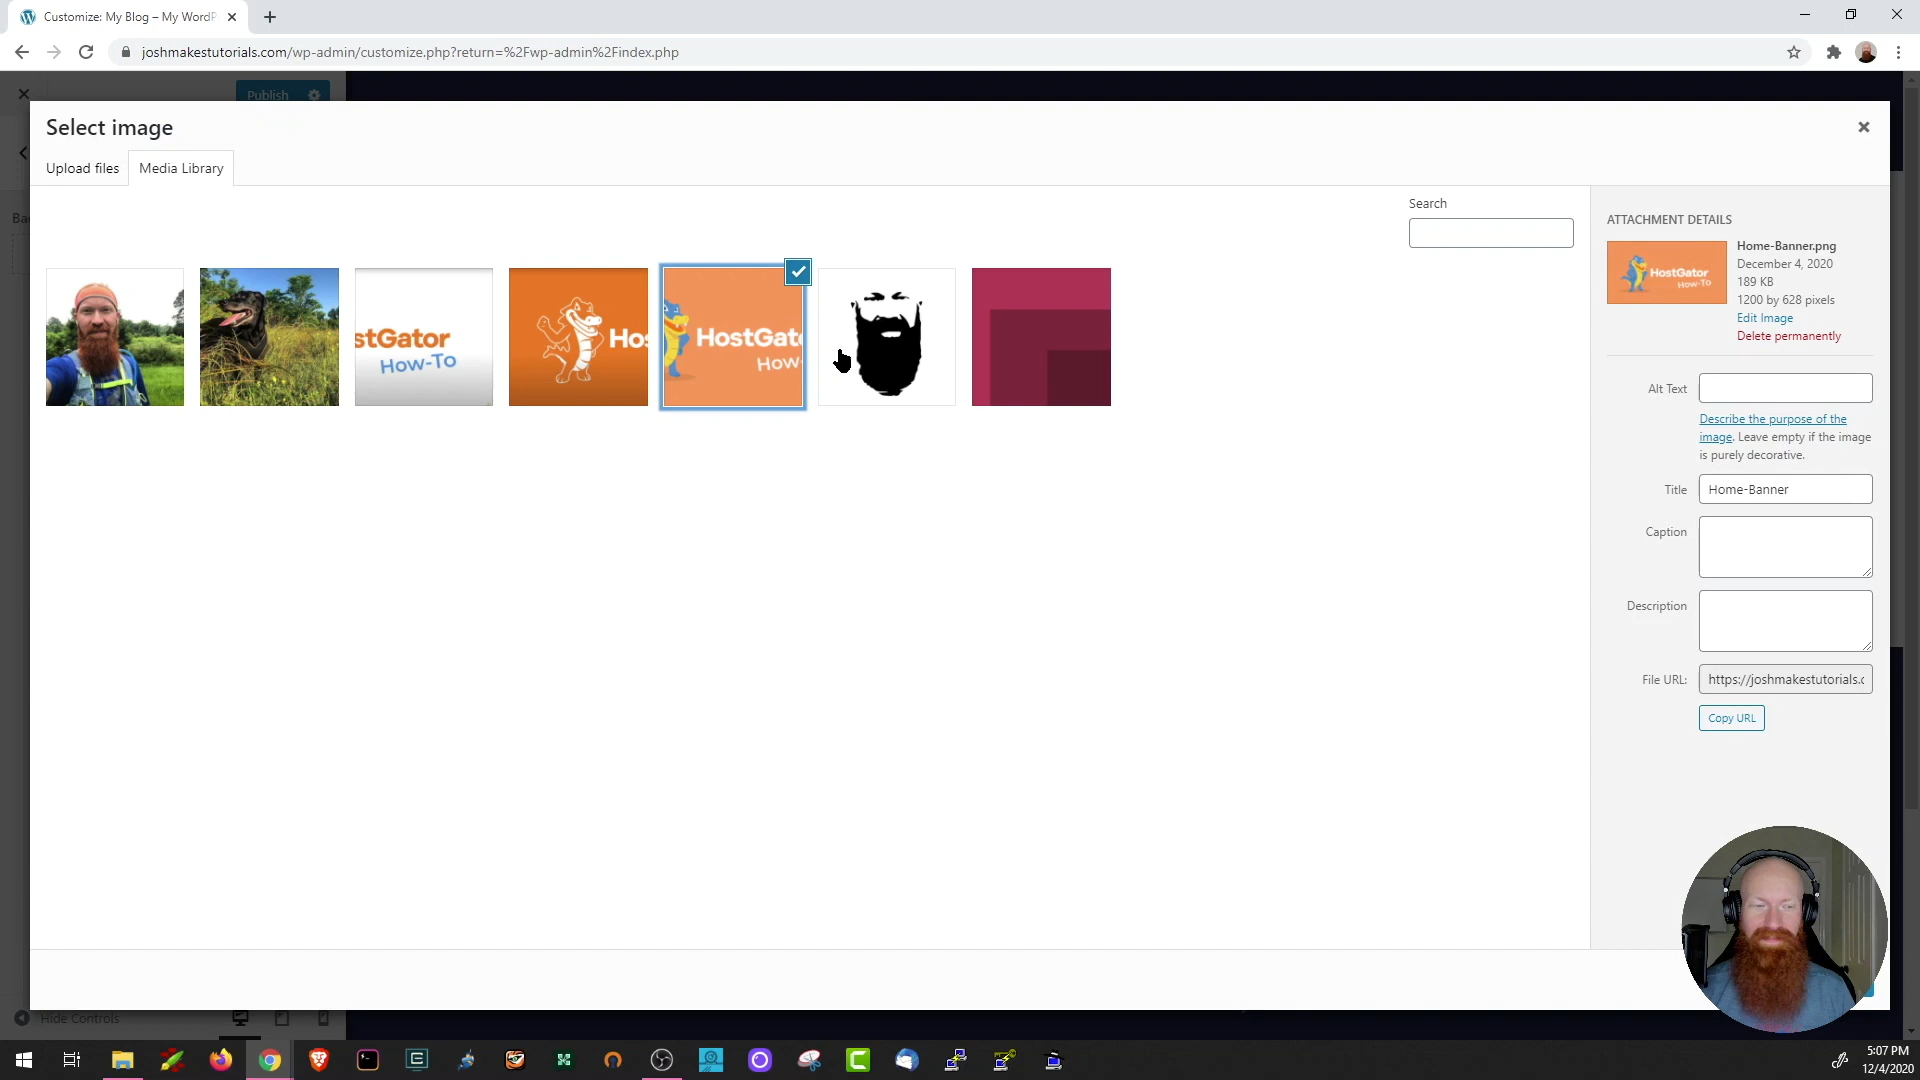 Customize: My Blog – My WordP
joshmakestutorials.com/wp-admin/customize.php?return=%2Fwp-admin%2Findex.php
Publish
Select image
Upload files
Media Library
Search
stGator
How-To
Ho
HostGat
How-
ATTACHMENT DETAILS
HostGator
How-To
Home-Banner.png
December 4, 2020
189 KB
1200 by 628 pixels
Edit Image
Delete permanently
Alt Text
Describe the purpose of the
image. Leave empty if the image
is purely decorative.
Title
Home-Banner
Caption
Description
File URL:
https://joshmakestutorials.c
Copy URL
Hide Controls
5:07 PM
12/4/2020